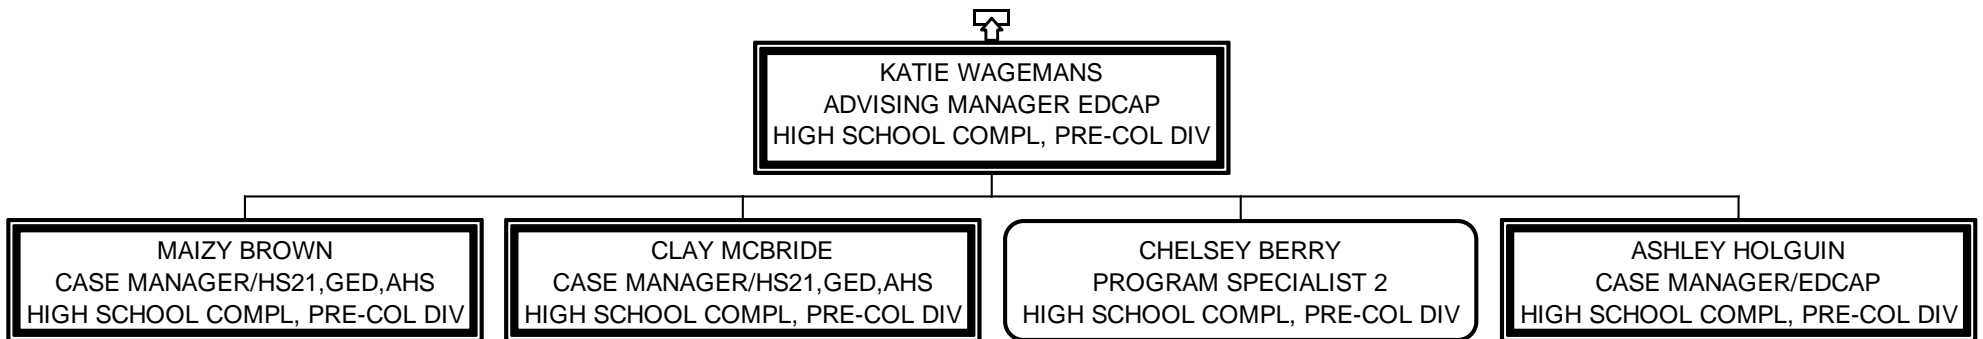 KATIE WAGEMANS
ADVISING MANAGER EDCAP
HIGH SCHOOL COMPL, PRE-COL DIV
MAIZY BROWN
CASE MANAGER/HS21,GED,AHS
HIGH SCHOOL COMPL, PRE-COL DIV
CLAY MCBRIDE
CASE MANAGER/HS21,GED,AHS
HIGH SCHOOL COMPL, PRE-COL DIV
CHELSEY BERRY
PROGRAM SPECIALIST 2
HIGH SCHOOL COMPL, PRE-COL DIV
ASHLEY HOLGUIN
CASE MANAGER/EDCAP
HIGH SCHOOL COMPL, PRE-COL DIV